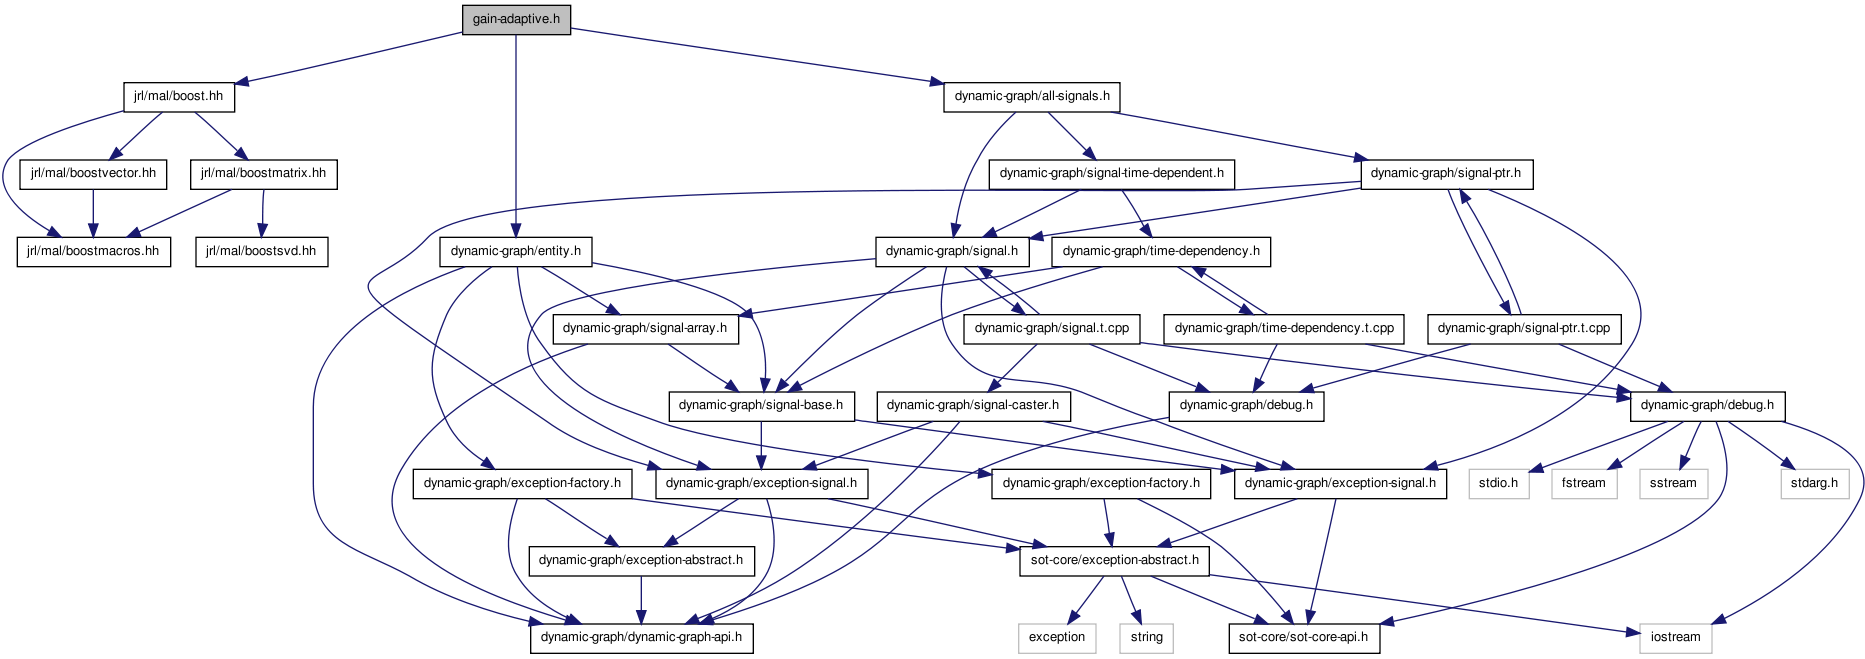 gain-adaptive.h
jrl/mal/boost.hh
dynamic-graph/all-signals.h
jrl/mal/boostvector.hh
jrl/mal/boostmatrix.hh
dynamic-graph/signal-time-dependent.h
dynamic-graph/signal-ptr.h
jrl/mal/boostmacros.hh
jrl/mal/boostsvd.hh
dynamic-graph/entity.h
dynamic-graph/signal.h
dynamic-graph/time-dependency.h
dynamic-graph/signal-array.h
dynamic-graph/signal.t.cpp
dynamic-graph/time-dependency.t.cpp
dynamic-graph/signal-ptr.t.cpp
dynamic-graph/signal-base.h
dynamic-graph/signal-caster.h
dynamic-graph/debug.h
dynamic-graph/debug.h
dynamic-graph/exception-factory.h
dynamic-graph/exception-signal.h
dynamic-graph/exception-factory.h
dynamic-graph/exception-signal.h
stdio.h
fstream
sstream
stdarg.h
dynamic-graph/exception-abstract.h
sot-core/exception-abstract.h
dynamic-graph/dynamic-graph-api.h
exception
string
sot-core/sot-core-api.h
iostream